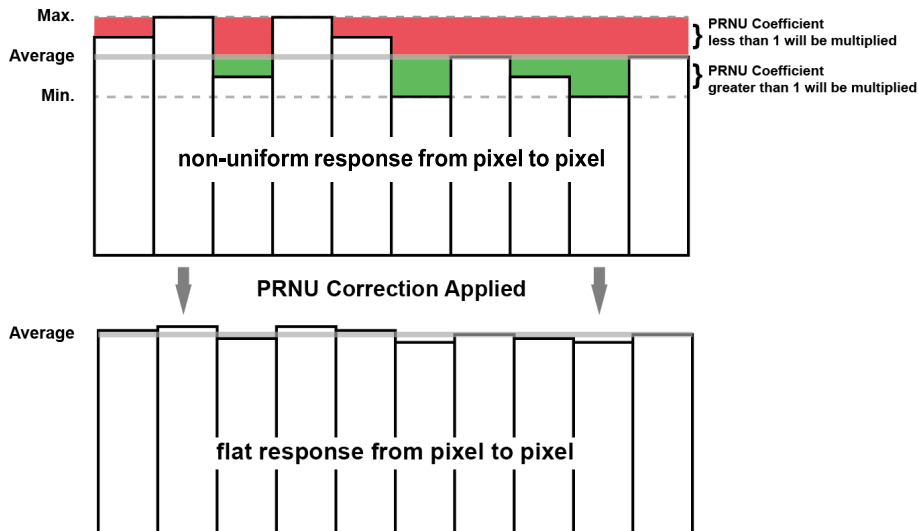 Max.
PRNU Coefficient
less than 1 will be multiplied
Average
PRNU Coefficient
greater than 1 will be multiplied
Min.
non-uniform response from pixel to pixel
PRNU Correction Applied
Average
flat response from pixel to pixel